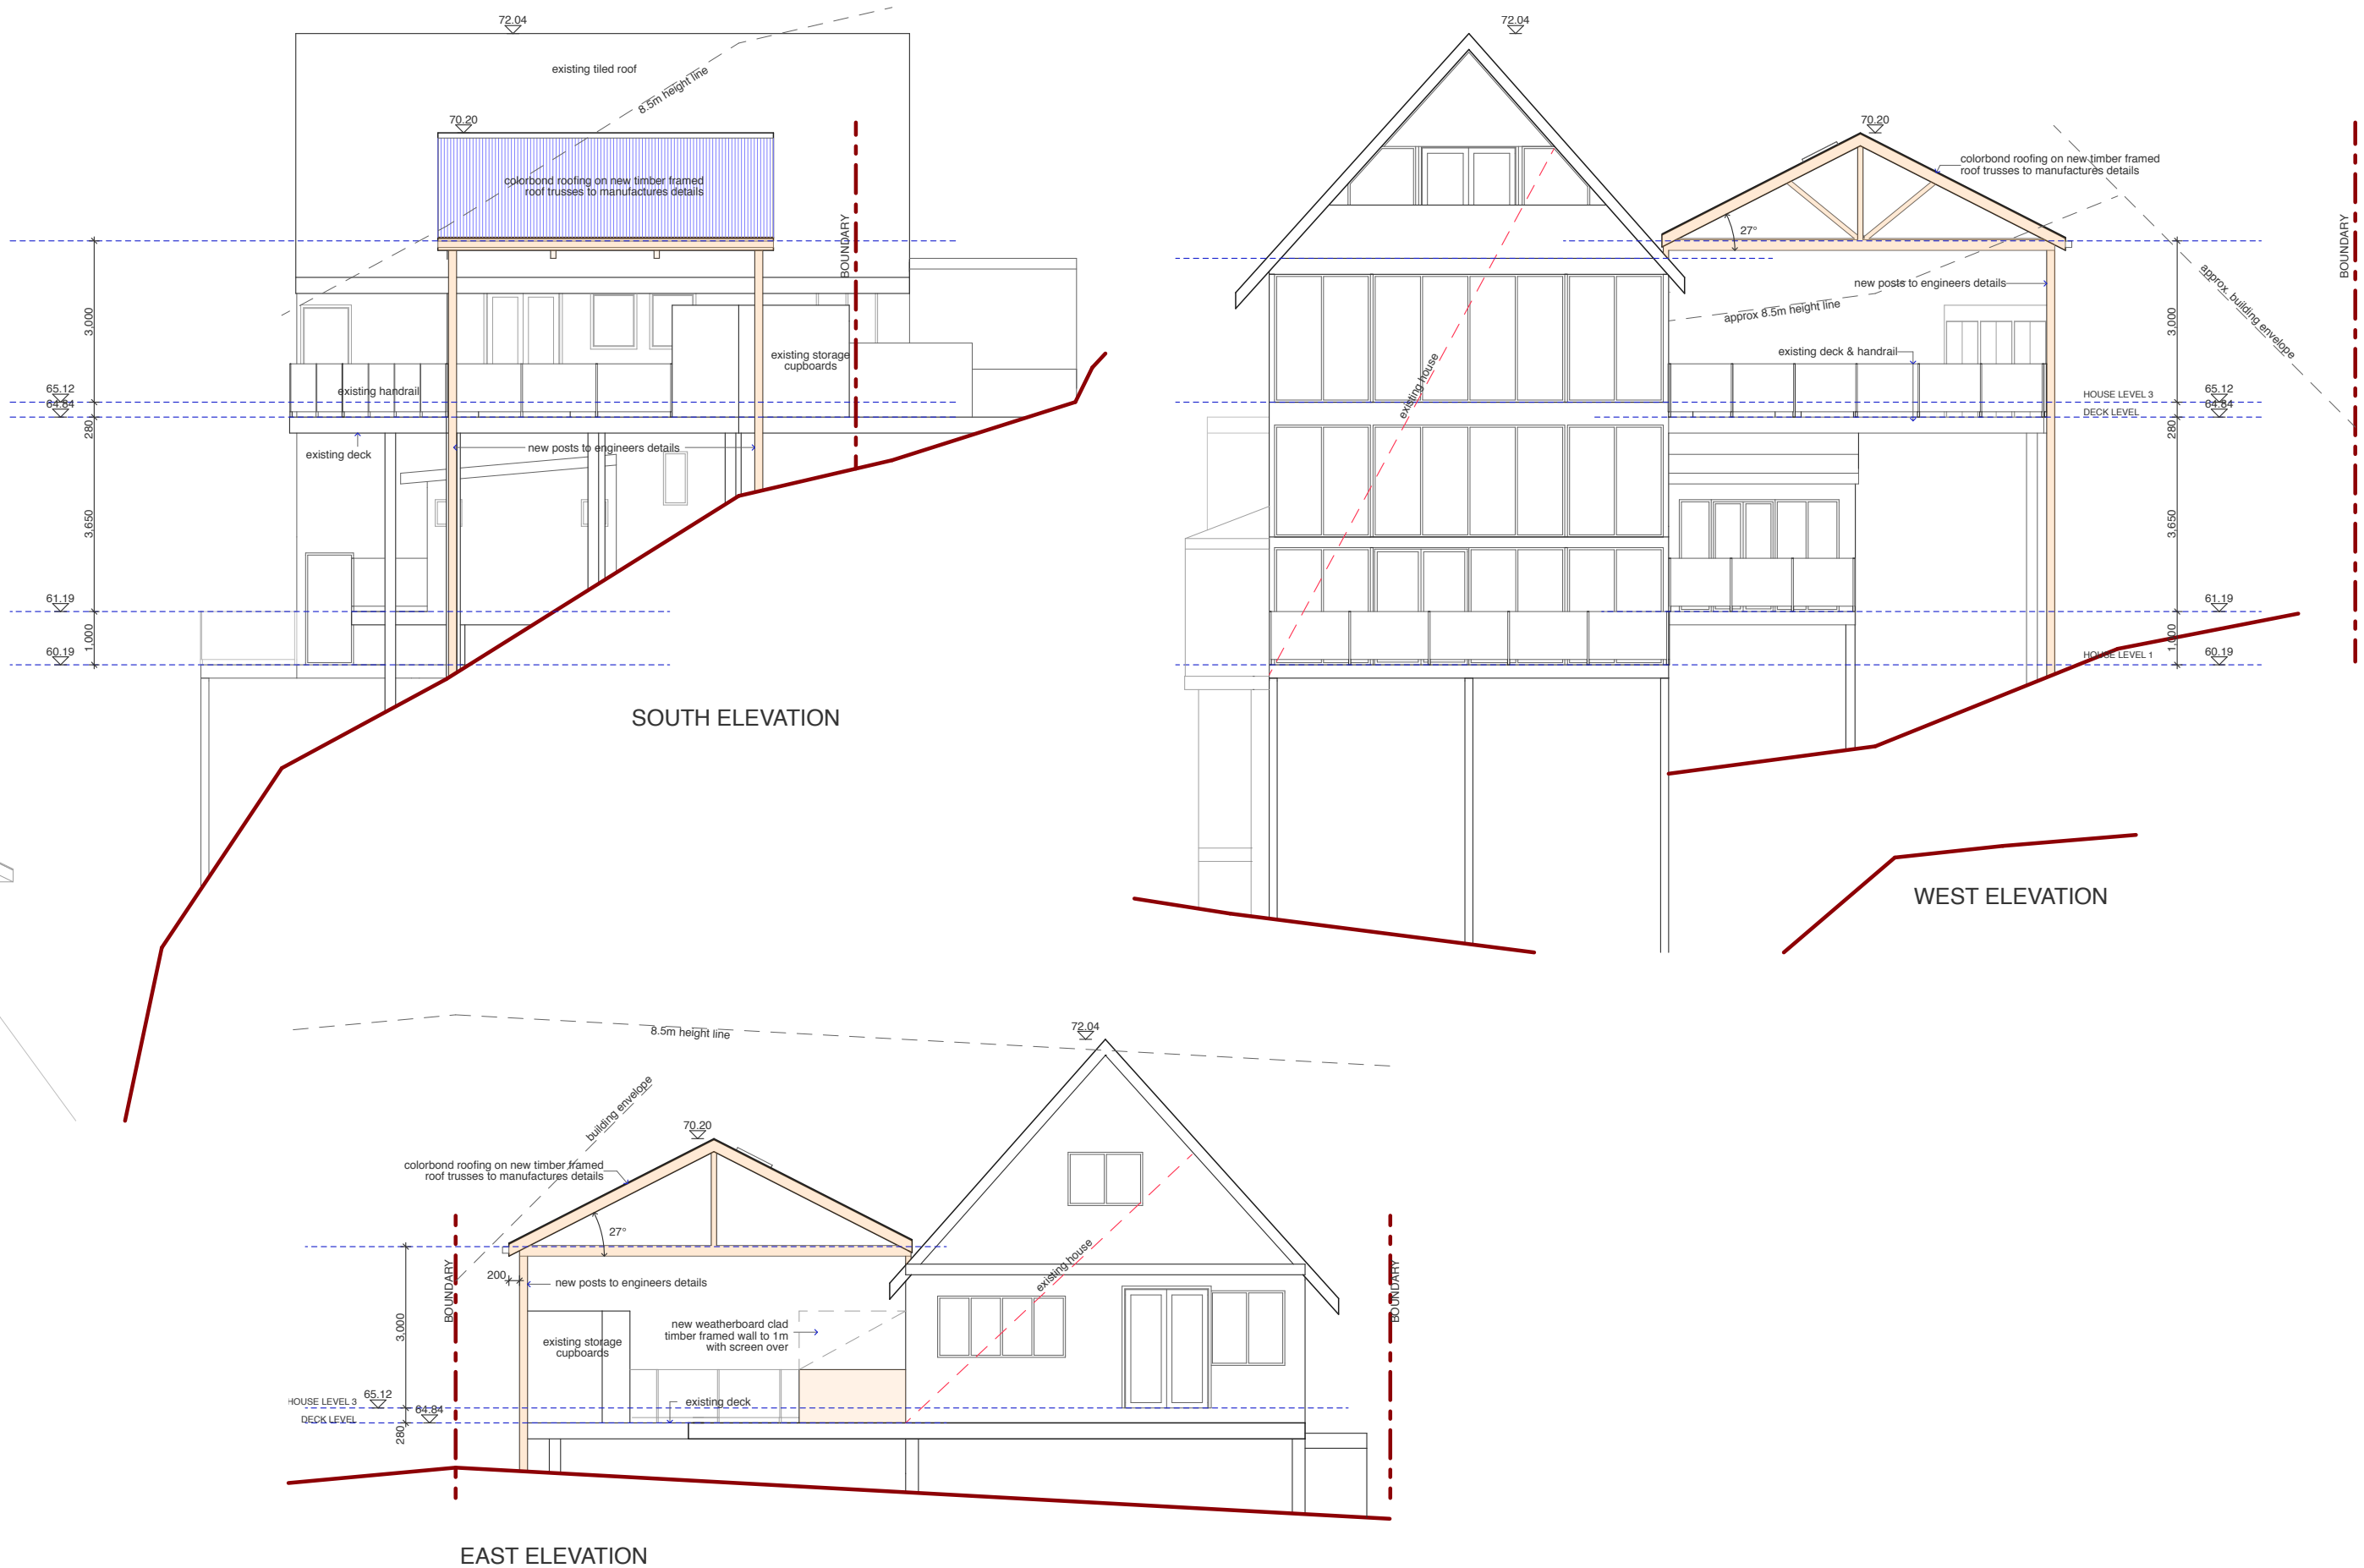 72.04
existing tiled roof
8.5m height line
70.20
colorbond roofing on new timber framed
roof trusses to manufactures details
BOUNDARY
3,000
existing storage
cupboards
existing handrail
65.12
64.84
280
existing deck
new posts to engineers details
3,650
61.19
1,000
60.19
SOUTH ELEVATION
72.04
70.20
colorbond roofing on new timber framed
roof trusses to manufactures details
27°
BOUNDARY
approx. building envelope
new posts to engineers details
approx 8.5m height line
3,000
existing deck & handrail
existing house
HOUSE LEVEL 3
65.12
DECK LEVEL
64.84
280
3,650
61.19
1,000
HOUSE LEVEL 1
60.19
WEST ELEVATION
8.5m height line
72.04
building envelope
70.20
colorbond roofing on new timber framed
roof trusses to manufactures details
27°
existing house
BOUNDARY
200
new posts to engineers details
BOUNDARY
3,000
new weatherboard clad
timber framed wall to 1m
with screen over
existing storage
cupboards
HOUSE LEVEL 3
65.12
existing deck
DECK LEVEL
64.84
280
EAST ELEVATION